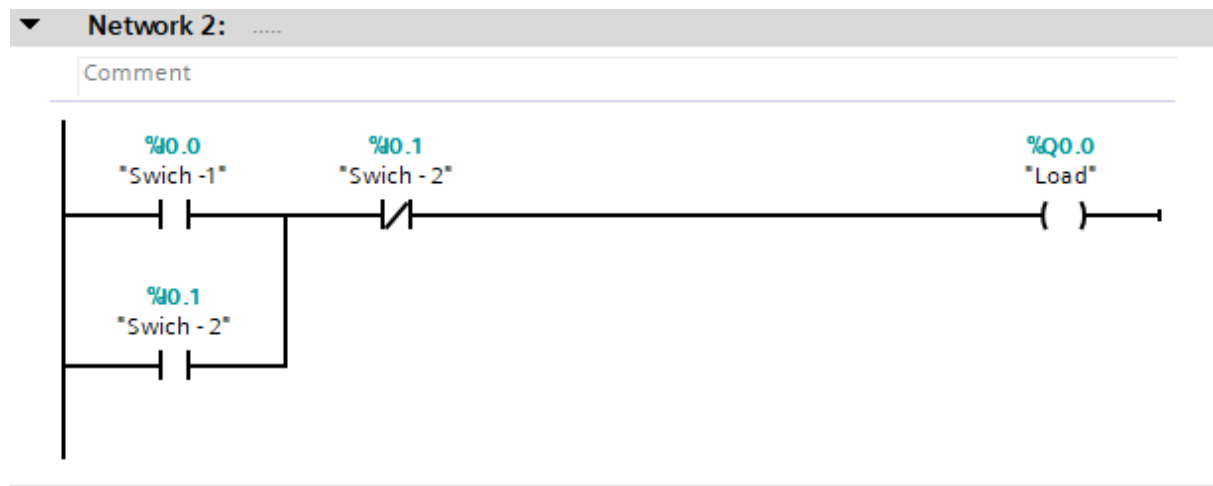 Network 2: .....
Comment
%I0.0 %I0.1 %Q0.0
"Swich -1" "Swich - 2" "Load"
%I0.1
"Swich - 2"